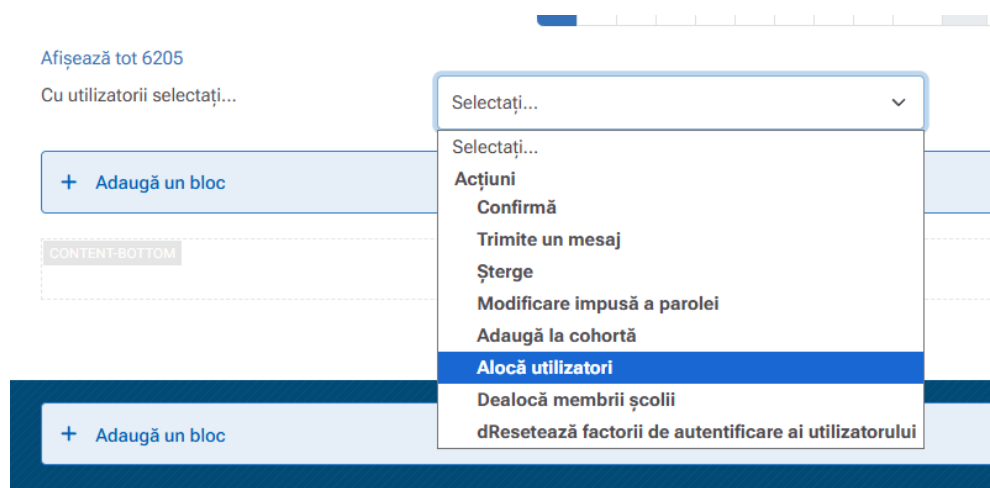 Afișează tot 6205
Cu utilizatorii selectați...
Selectați...
Selectați...
Acțiuni
Confirmă
Trimite un mesaj
Șterge
Modificare impusă a parolei
Adaugă la cohortă
Alocă utilizatori
Dealocă membrii școlii
dResetează factorii de autentificare ai utilizatorului
+ Adaugă un bloc
CONTENT-BOTTOM
+ Adaugă un bloc